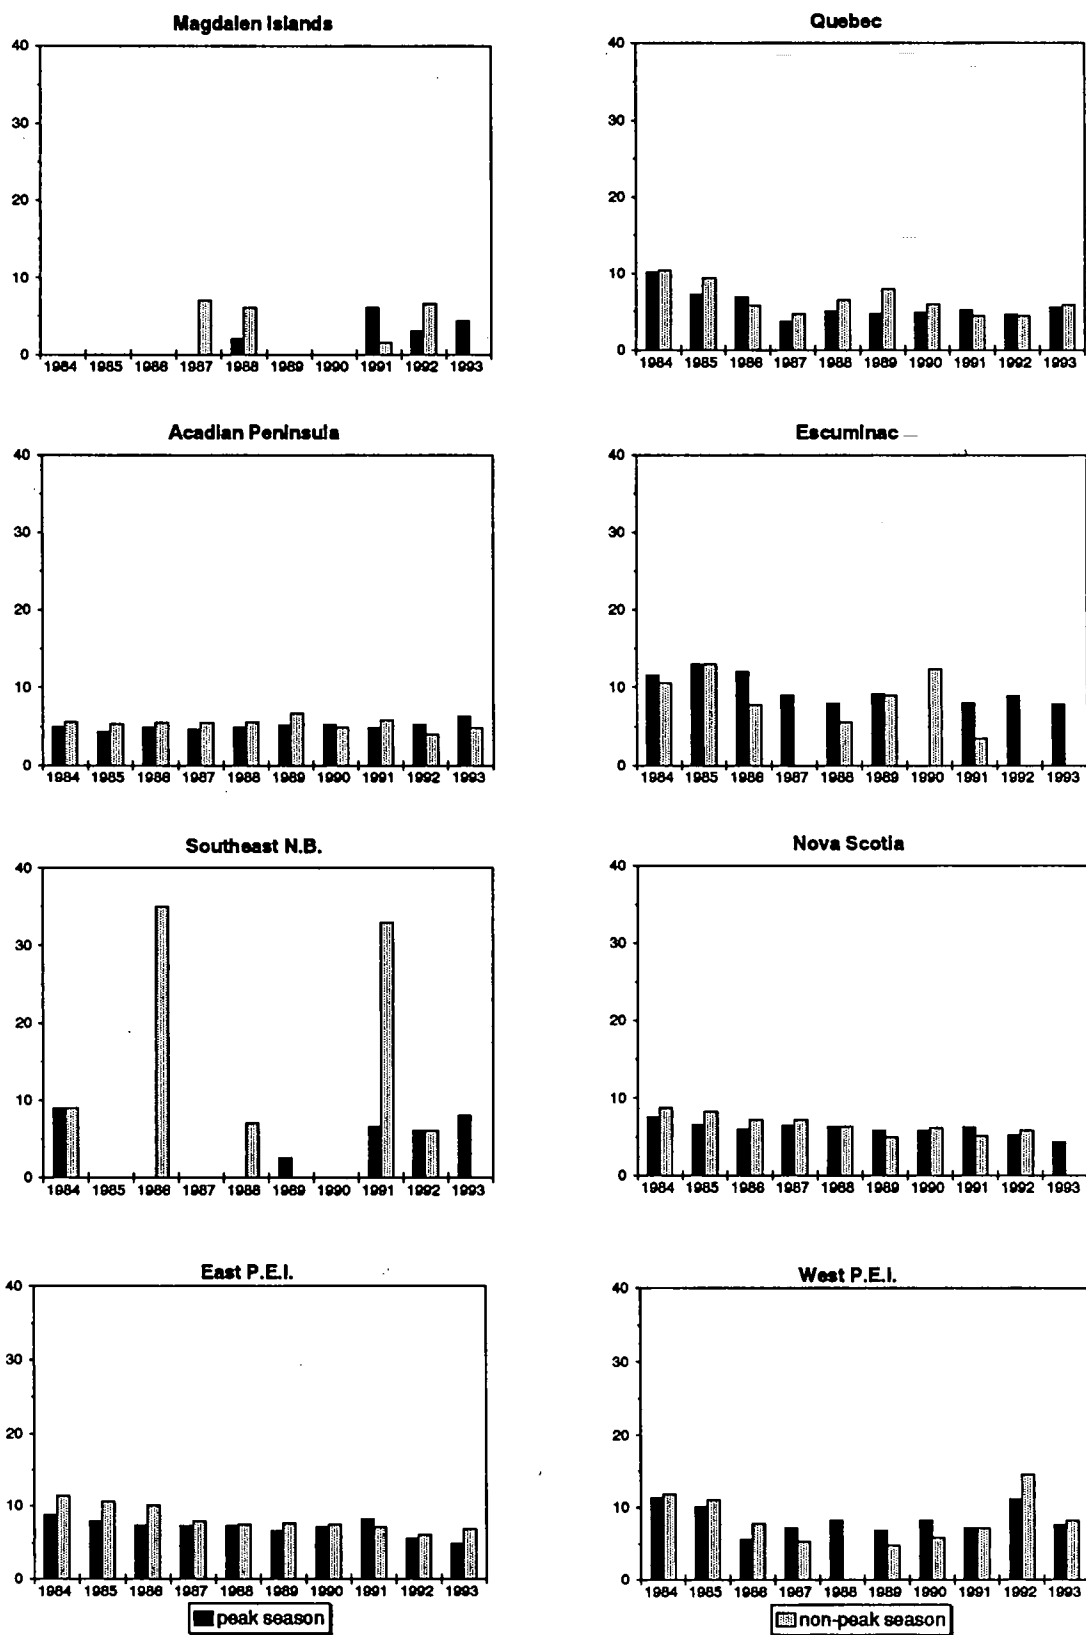 Magdalen Islands
40
30
20
10
0
1984 1985 1986 1987 1988 1989 1990 1991 1992 1993
Quebec
40
30
20
10
0
1984 1985 1986 1987 1988 1989 1990 1991 1992 1993
Acadian Peninsula
40
30
20
10
0
1984 1985 1986 1987 1988 1989 1990 1991 1992 1993
Escuminac
40
30
20
10
0
1984 1985 1986 1987 1988 1989 1990 1991 1992 1993
Southeast N.B.
40
30
20
10
0
1984 1985 1986 1987 1988 1989 1990 1991 1992 1993
Nova Scotia
40
30
20
10
0
1984 1985 1986 1987 1988 1989 1990 1991 1992 1993
East P.E.I.
40
30
20
10
0
1984 1985 1986 1987 1988 1989 1990 1991 1992 1993
West P.E.I.
40
30
20
10
0
1984 1985 1986 1987 1988 1989 1990 1991 1992 1993
peak season
non-peak season